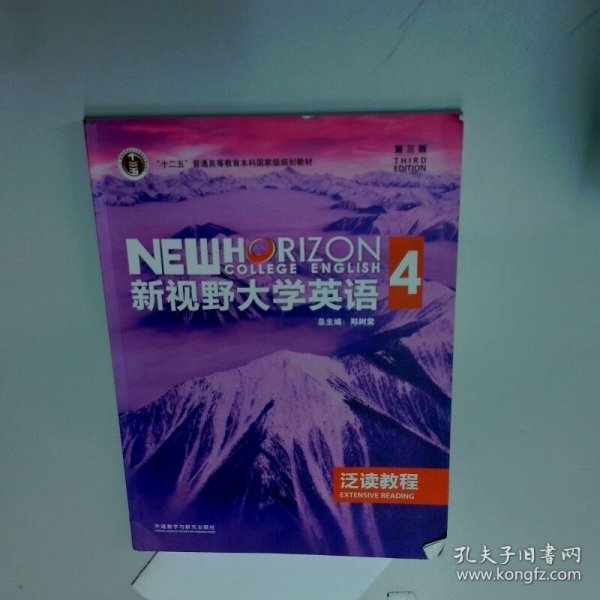 十二五
"十二五"普通高等教育本科国家级规划教材
第三版
THIRD
EDITION
NEW HORIZON
COLLEGE ENGLISH
新视野大学英语
4
总主编：郑树棠
泛读教程
EXTENSIVE READING
外语教学与研究出版社
孔夫子旧书网
www.kongfz.com